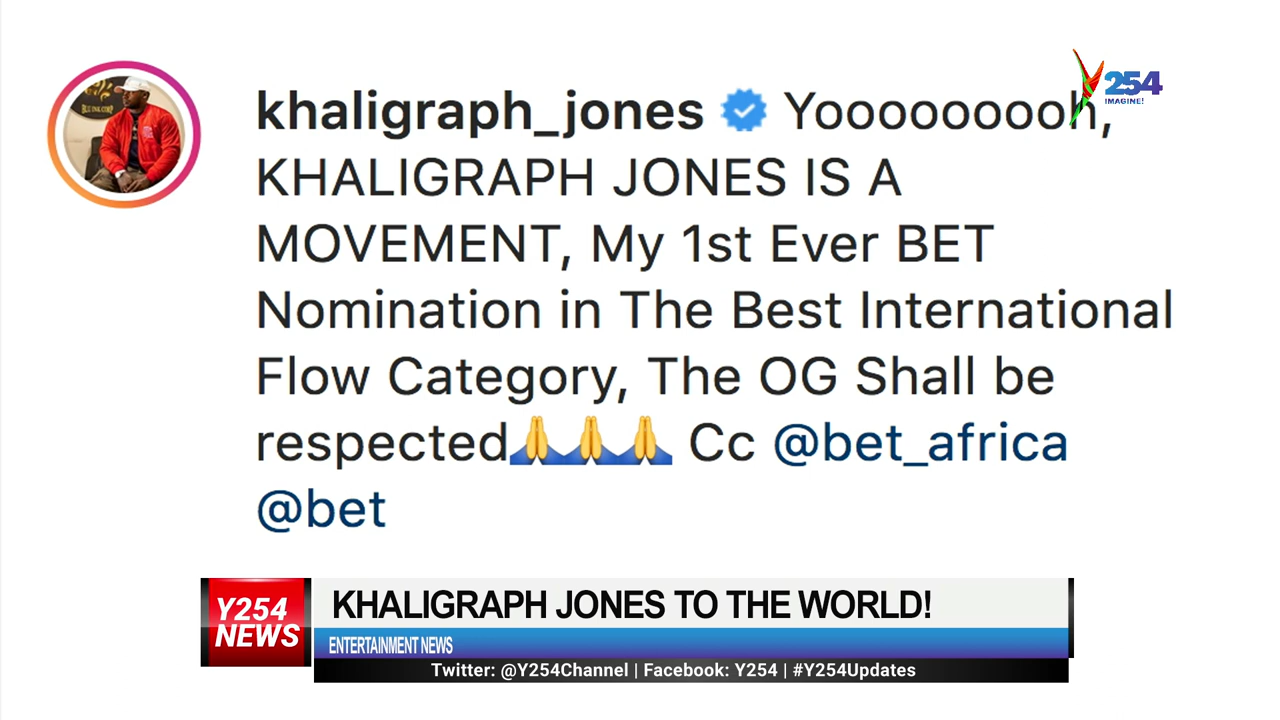 Y254
IMAGINE!
khaligraph_jones Yoooooooooh,
KHALIGRAPH JONES IS A
MOVEMENT, My 1st Ever BET
Nomination in The Best International
Flow Category, The OG Shall be
respected🙏🙏🙏 Cc @bet_africa
@bet
Y254
NEWS
KHALIGRAPH JONES TO THE WORLD!
ENTERTAINMENT NEWS
Twitter: @Y254Channel | Facebook: Y254 | #Y254Updates